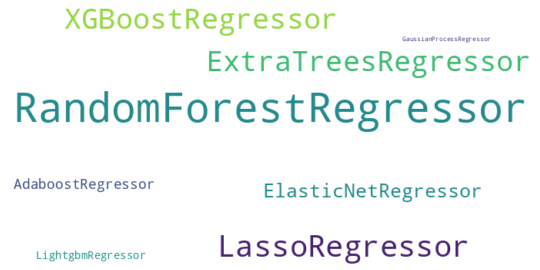 XGBoostRegressor
GaussianProcessRegressor
ExtraTreesRegressor
RandomForestRegressor
AdaboostRegressor
ElasticNetRegressor
LassoRegressor
LightgbmRegressor